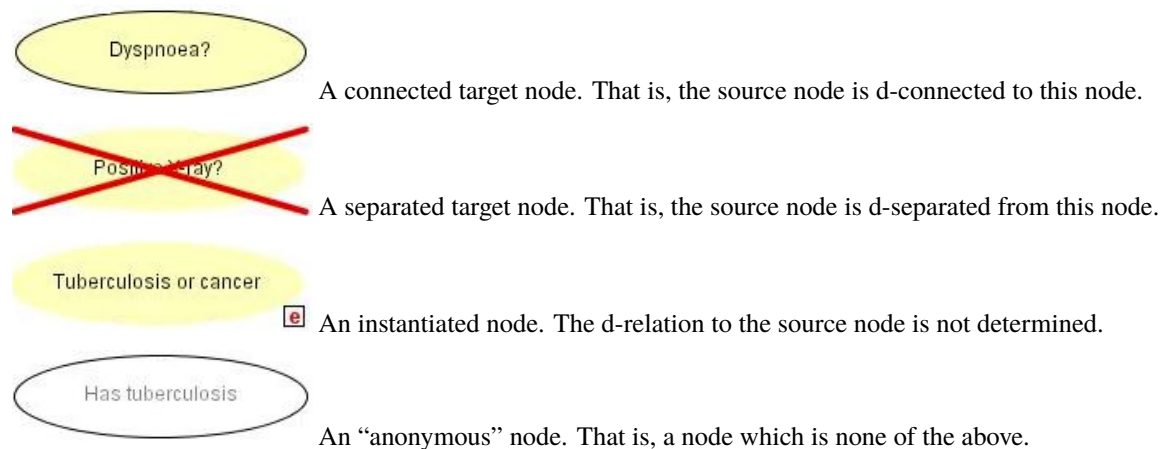 Dyspnoea?
A connected target node. That is, the source node is d-connected to this node.
Positive X-ray?
A separated target node. That is, the source node is d-separated from this node.
Tuberculosis or cancer
e
An instantiated node. The d-relation to the source node is not determined.
Has tuberculosis
An “anonymous” node. That is, a node which is none of the above.